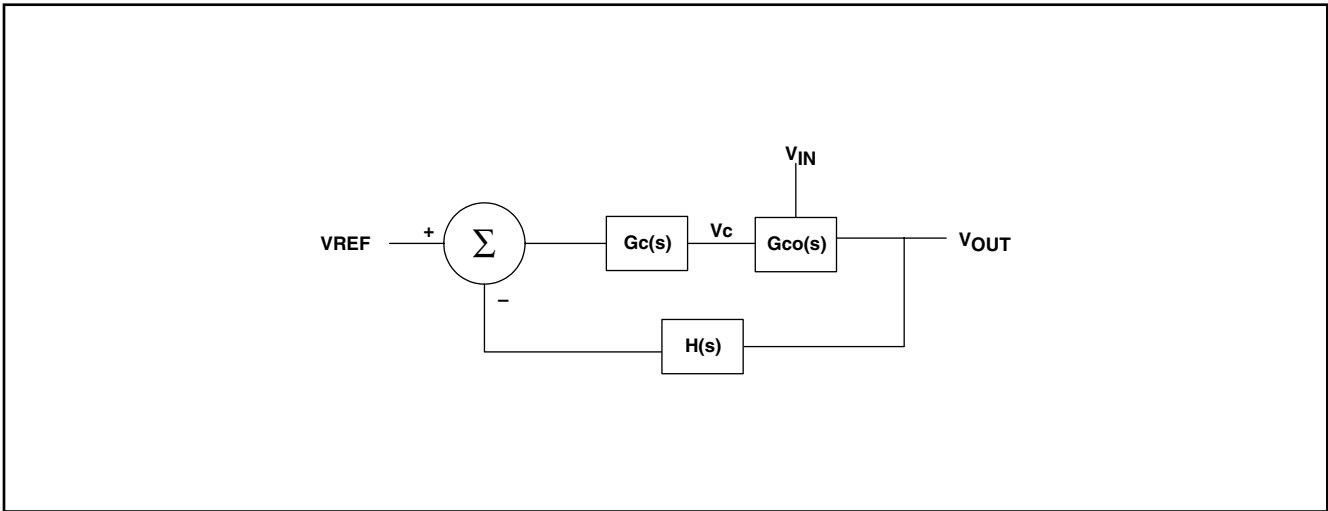 VIN
VREF
+
Σ
Gc(s)
Vc
Gco(s)
VOUT
–
H(s)